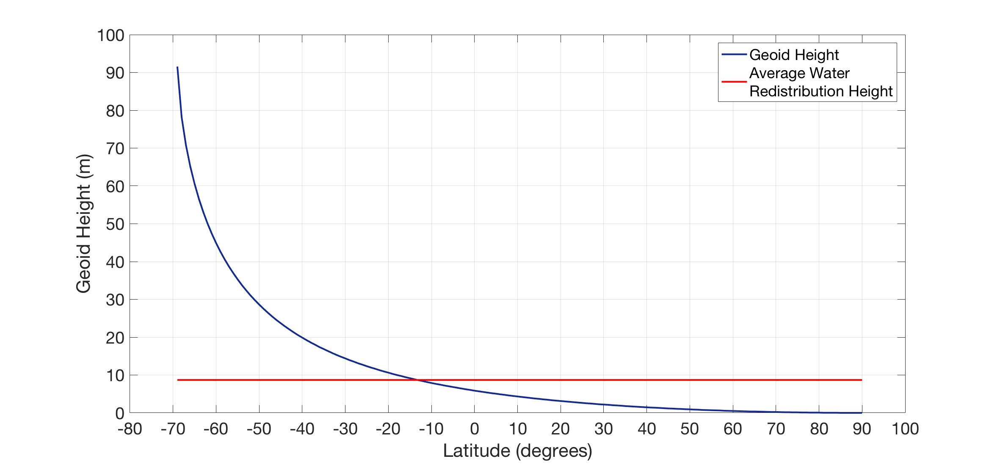 Geoid Height (m)
100
90
80
70
60
50
40
30
20
10
0
Geoid Height
Average Water
Redistribution Height
-80 -70 -60 -50 -40 -30 -20 -10 0 10 20 30 40 50 60 70 80 90 100
Latitude (degrees)